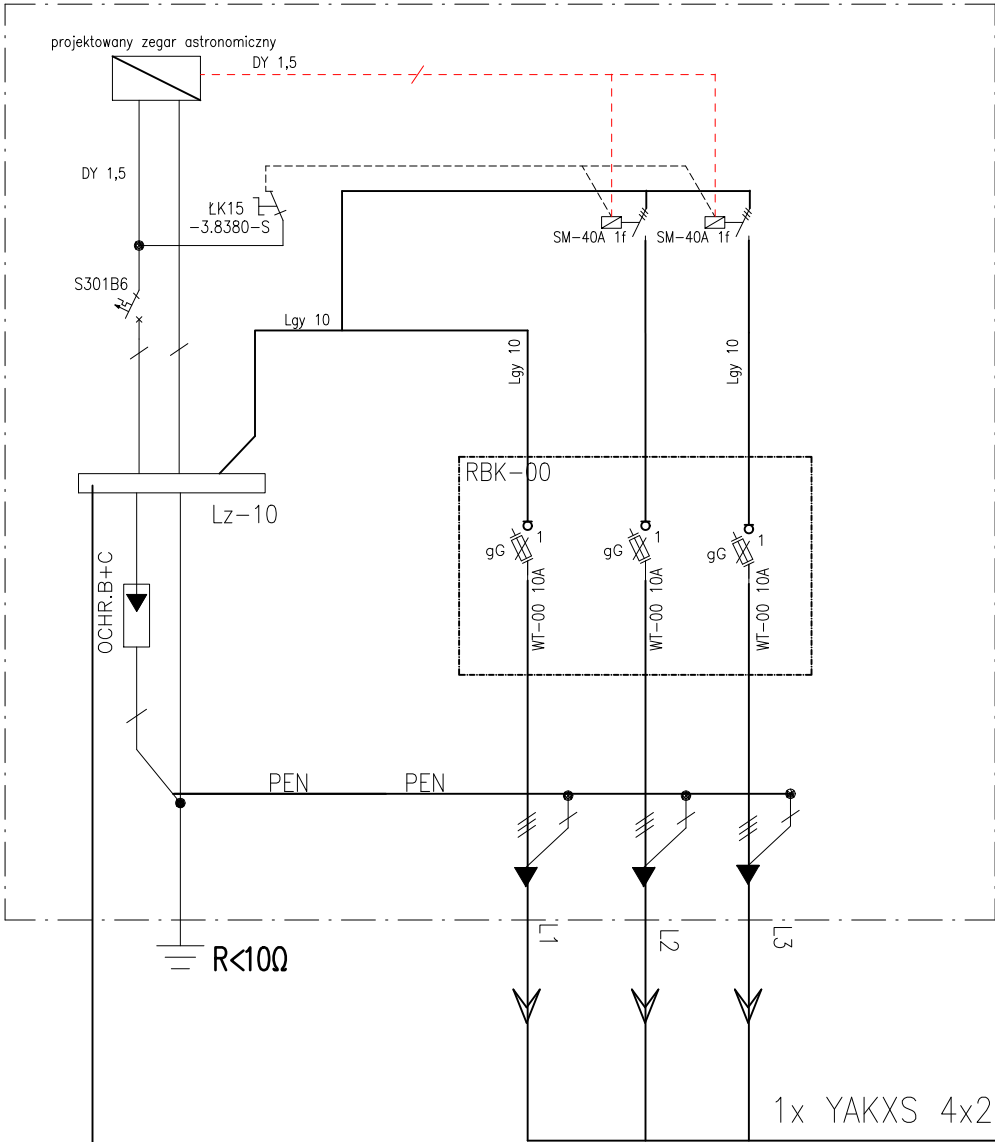 projektowany zegar astronomiczny
DY 1,5
DY 1,5
ŁK15
-3.8380-S
SM-40A 1f
SM-40A 1f
S301B6
Lgy 10
Lgy 10
Lgy 10
RBK-00
Lz-10
gG
1
gG
1
gG
1
WT-00 10A
WT-00 10A
WT-00 10A
OCHR.B+C
PEN
PEN
L1
L2
L3
R<10Ω
1x YAKXS 4x2